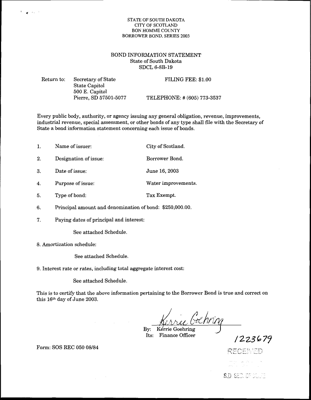 STATE OF SOUTH DAKOTA
CITY OF SCOTLAND
BON HOMME COUNTY
BORROWER BOND, SERIES 2003
BOND INFORMATION STATEMENT
State of South Dakota
SDCL 6-8B-19
Return to: Secretary of State FILING FEE: $1.00
State Capitol
500 E. Capitol
Pierre, SD 57501-5077 TELEPHONE: # (605) 773-3537
Every public body, authority, or agency issuing any general obligation, revenue, improvements,
industrial revenue, special assessment, or other bonds of any type shall file with the Secretary of
State a bond information statement concerning each issue of bonds.
1. Name of issuer: City of Scotland.
2. Designation of issue: Borrower Bond.
3. Date of issue: June 16, 2003
4. Purpose of issue: Water improvements.
5. Type of bond: Tax Exempt.
6. Principal amount and denomination of bond: $250,000.00.
7. Paying dates of principal and interest:
See attached Schedule.
8. Amortization schedule:
See attached Schedule.
9. Interest rate or rates, including total aggregate interest cost:
See attached Schedule.
This is to certify that the above information pertaining to the Borrower Bond is true and correct on
this 16th day of June 2003.
Kerrie Goehring
By: Kerrie Goehring
Its: Finance Officer
1223679
RECEIVED
Form: SOS REC 050 08/84